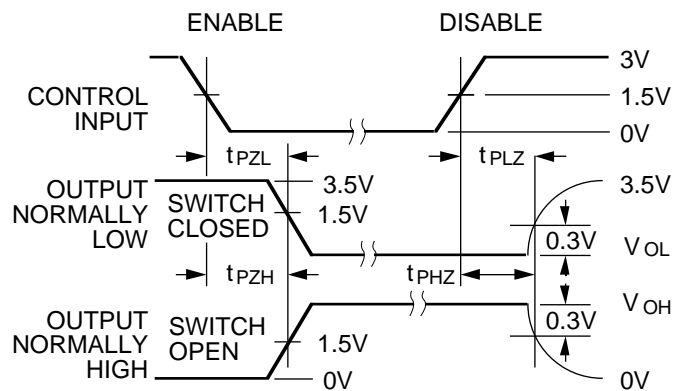 ENABLE DISABLE
3V
CONTROL INPUT 1.5V
0V
tPZL tPLZ
OUTPUT NORMALLY LOW SWITCH CLOSED 3.5V 3.5V
1.5V 0.3V VOL
tPZH tPHZ
VOH
OUTPUT NORMALLY HIGH SWITCH OPEN 0.3V
1.5V
0V 0V